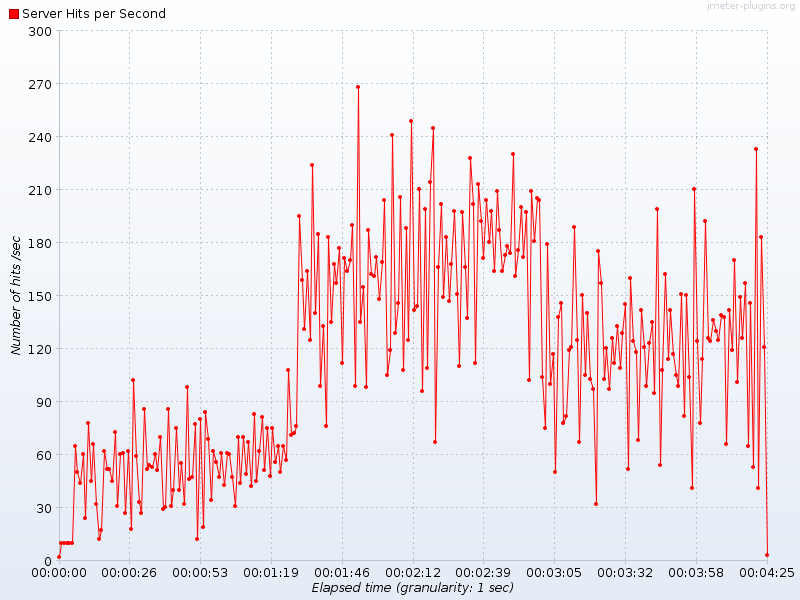 jmeter-plugins.org
Server Hits per Second
300
270
240
210
180
150
120
90
60
30
0
Number of hits /sec
00:00:00 00:00:26 00:00:53 00:01:19 00:01:46 00:02:12 00:02:39 00:03:05 00:03:32 00:03:58 00:04:25
Elapsed time (granularity: 1 sec)